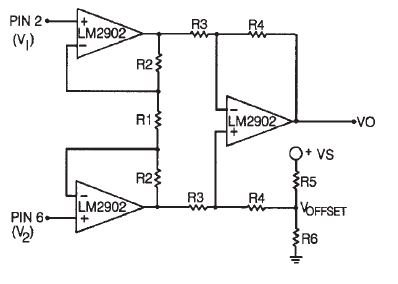 PIN 2
(V1)
+
−
LM2902
R3
R4
R2
R1
−
+
LM2902
VO
+ VS
R5
R2
−
+
LM2902
R3
R4
VOFFSET
PIN 6
(V2)
R6